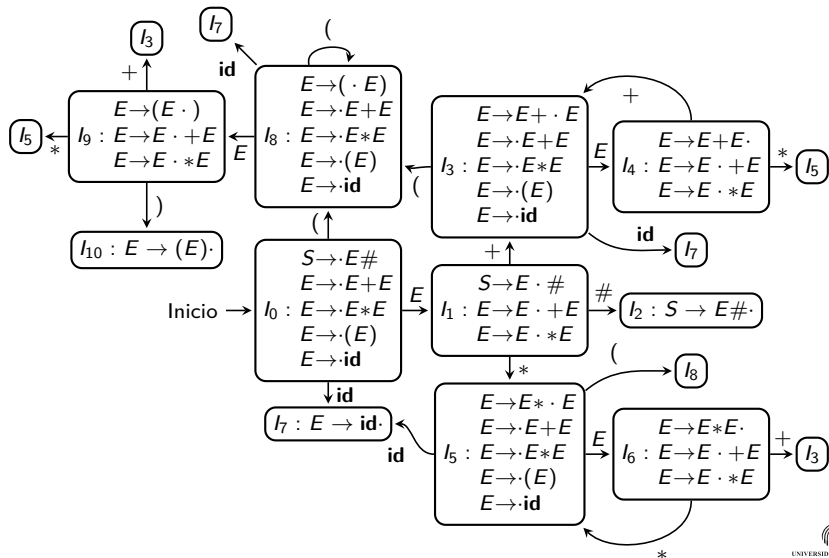 I7
I3
(
+
id
E→(· E)
E→·E+E
I8 : E→·E*E
E→·(E)
E→·id
E→(E· )
I9 : E→E · +E
E→E · *E
I5
*
E
)
(
I10 : E → (E)·
+
E→E+ · E
E→·E+E
I3 : E→·E*E
E→·(E)
E→·id
(
E
E→E+E·
I4 : E→E · +E
E→E · *E
*
I5
id
I7
+
Inicio
S→·E#
E→·E+E
I0 : E→·E*E
E→·(E)
E→·id
E
S→E · #
I1 : E→E · +E
E→E · *E
#
I2 : S → E#·
id
*
(
I8
I7 : E → id·
id
E→E* · E
E→·E+E
I5 : E→·E*E
E→·(E)
E→·id
E
E→E*E·
I6 : E→E · +E
E→E · *E
+
I3
*
UNIVERSID